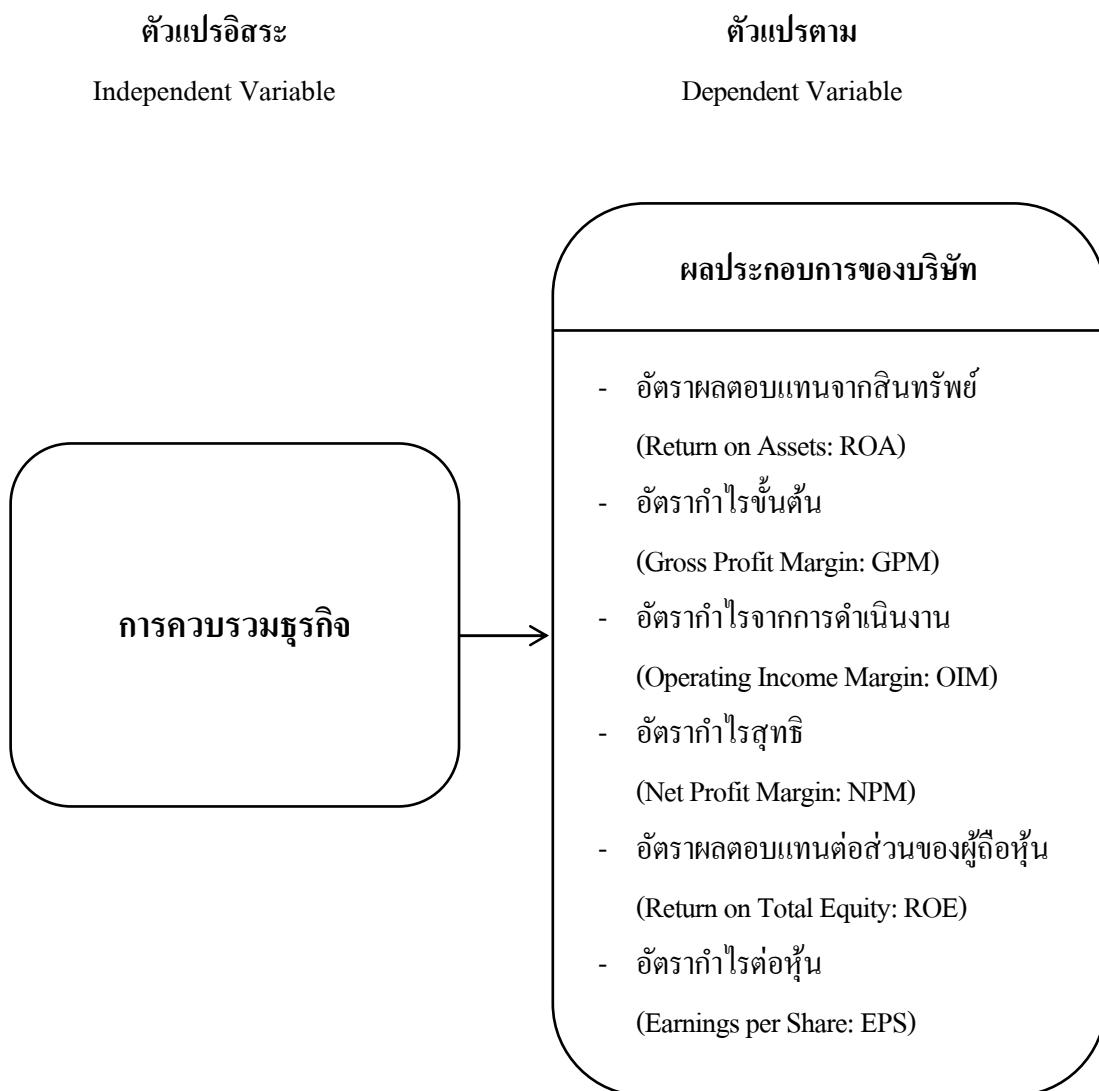 ตัวแปรอิสระ
Independent Variable
ตัวแปรตาม
Dependent Variable
การควบรวมธุรกิจ
ผลประกอบการของบริษัท
- อัตราผลตอบแทนจากสินทรัพย์
(Return on Assets: ROA)
- อัตรากำไรขั้นต้น
(Gross Profit Margin: GPM)
- อัตรากำไรจากการดำเนินงาน
(Operating Income Margin: OIM)
- อัตรากำไรสุทธิ
(Net Profit Margin: NPM)
- อัตราผลตอบแทนต่อส่วนของผู้ถือหุ้น
(Return on Total Equity: ROE)
- อัตรากำไรต่อหุ้น
(Earnings per Share: EPS)